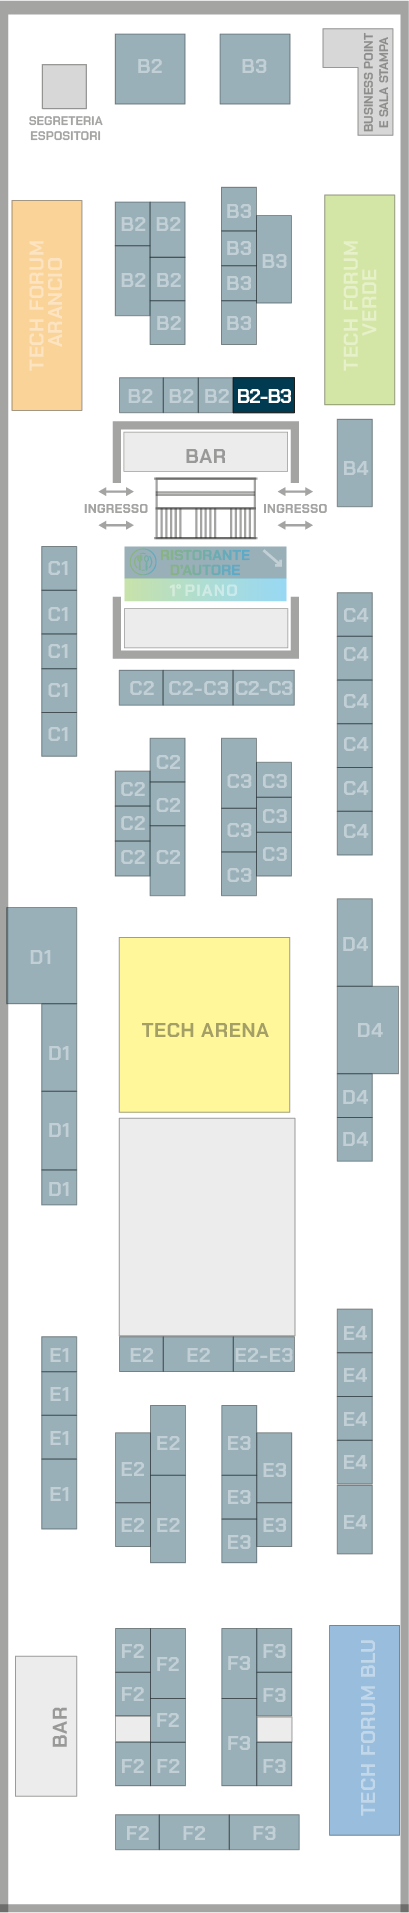 B2
B3
BUSINESS POINT
E SALA STAMPA
SEGRETERIA
ESPOSITORI
TECH FORUM
ARANCIO
B2
B2
B2
B2
B2
B3
B3
B3
B3
B3
TECH FORUM
VERDE
B2
B2
B2
B2-B3
BAR
B4
INGRESSO
INGRESSO
RISTORANTE
D'AUTORE
1° PIANO
C1
C1
C1
C1
C1
C4
C4
C4
C4
C4
C4
C2
C2-C3
C2-C3
C2
C2
C2
C2
C2
C2
C3
C3
C3
C3
C3
C3
D1
D1
D1
D1
TECH ARENA
D4
D4
D4
D4
E2
E2
E2-E3
E1
E1
E1
E1
E4
E4
E4
E4
E4
E2
E2
E2
E2
E3
E3
E3
E3
E3
F2
F2
F2
F2
F2
F2
F3
F3
F3
F3
F3
BAR
TECH FORUM BLU
F2
F2
F3